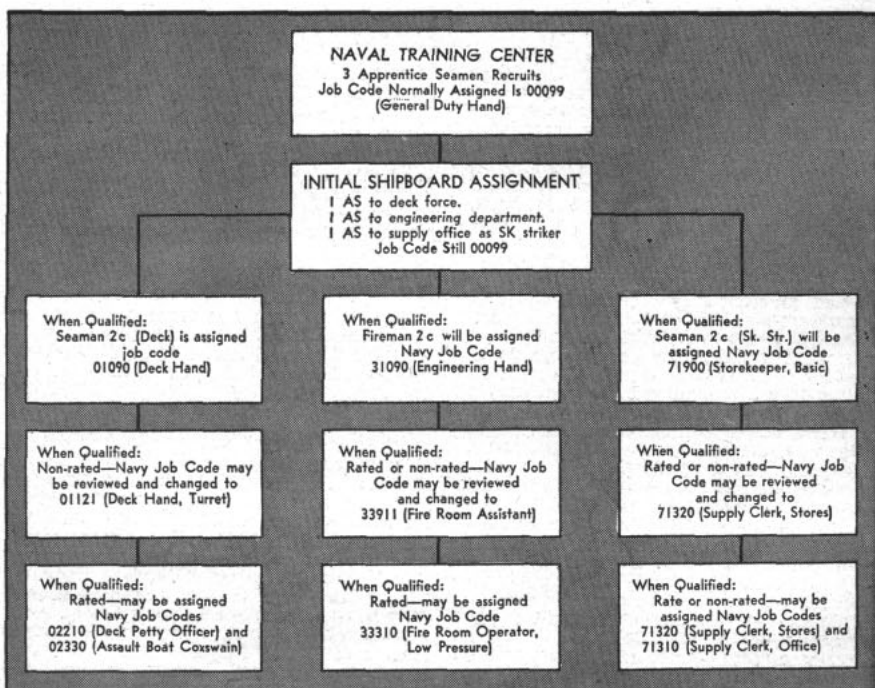 NAVAL TRAINING CENTER
3 Apprentice Seamen Recruits
Job Code Normally Assigned Is 00099
(General Duty Hand)
INITIAL SHIPBOARD ASSIGNMENT
1 AS to deck force.
1 AS to engineering department.
1 AS to supply office as SK striker
Job Code Still 00099
When Qualified:
Seaman 2c (Deck) is assigned
job code
01090 (Deck Hand)
When Qualified:
Fireman 2c will be assigned
Navy Job Code
31090 (Engineering Hand)
When Qualified:
Seaman 2c (Sk. Str.) will be
assigned Navy Job Code
71900 (Storekeeper, Basic)
When Qualified:
Non-rated—Navy Job Code may
be reviewed and changed to
01121 (Deck Hand, Turret)
When Qualified:
Rated or non-rated—Navy Job
Code may be reviewed
and changed to
33911 (Fire Room Assistant)
When Qualified:
Rated or non-rated—Navy Job
Code may be reviewed
and changed to
71320 (Supply Clerk, Stores)
When Qualified:
Rated—may be assigned
Navy Job Codes
02210 (Deck Petty Officer) and
02330 (Assault Boat Coxswain)
When Qualified:
Rated—may be assigned
Navy Job Code
33310 (Fire Room Operator,
Low Pressure)
When Qualified:
Rate or non-rated—may be
assigned Navy Job Codes
71320 (Supply Clerk, Stores) and
71310 (Supply Clerk, Office)